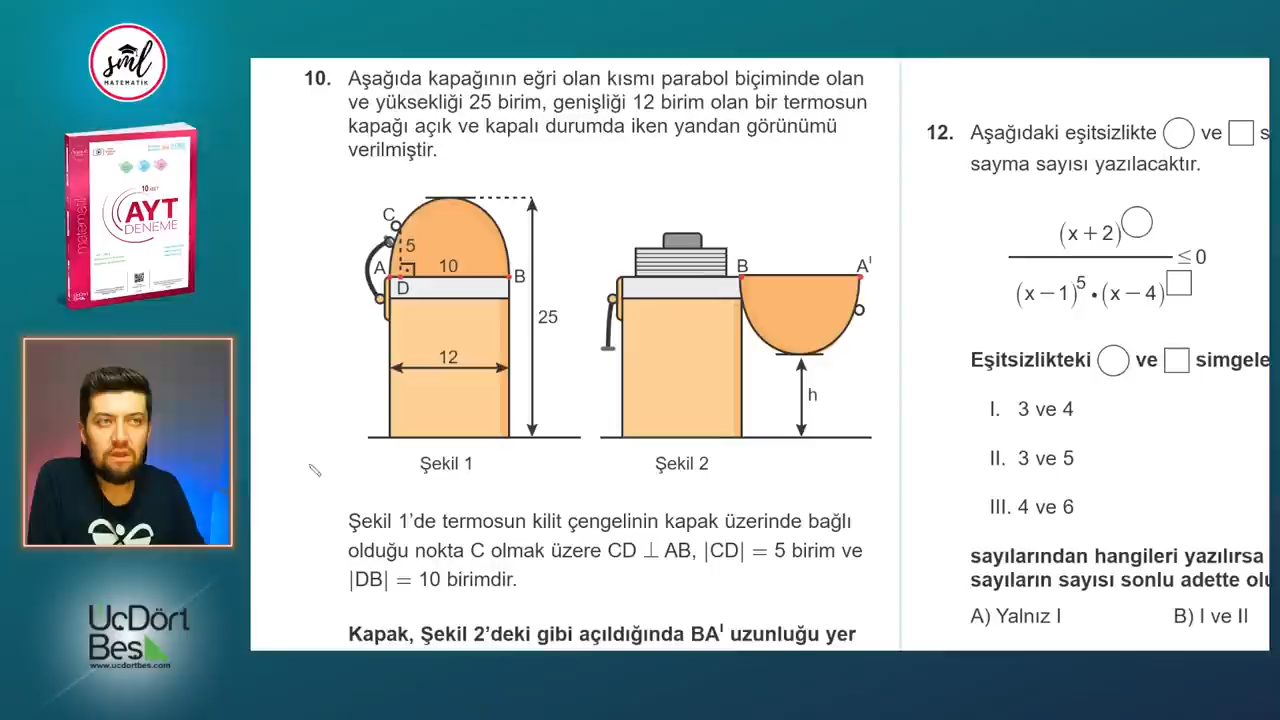 sml
MATEMATİK
10 ADET
AYT
DENEME
matematik
UcDört
Bes
www.ucdortbes.com
10. Aşağıda kapağının eğri olan kısmı parabol biçiminde olan
ve yüksekliği 25 birim, genişliği 12 birim olan bir termosun
kapağı açık ve kapalı durumda iken yandan görünümü
verilmiştir.
C
5
A
10
B
D
25
12
Şekil 1
B
A'
h
Şekil 2
Şekil 1'de termosun kilit çengelinin kapak üzerinde bağlı
olduğu nokta C olmak üzere CD ⊥ AB, |CD| = 5 birim ve
|DB| = 10 birimdir.
Kapak, Şekil 2'deki gibi açıldığında BA' uzunluğu yer
12. Aşağıdaki eşitsizlikte ◯ ve □ s
sayma sayısı yazılacaktır.
(x + 2)^◯
≤ 0
(x − 1)^5 • (x − 4)^□
Eşitsizlikteki ◯ ve □ simgele
I. 3 ve 4
II. 3 ve 5
III. 4 ve 6
sayılarından hangileri yazılırsa
sayıların sayısı sonlu adette olu
A) Yalnız I B) I ve II